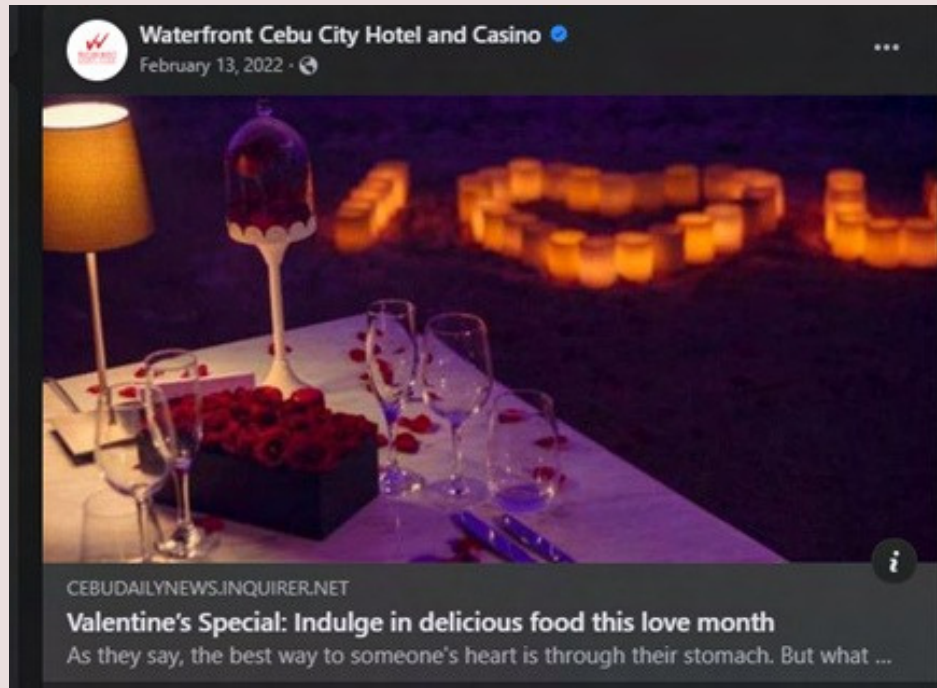 Waterfront Cebu City Hotel and Casino
February 13, 2022 ·
I U
i
CEBUDAILYNEWS.INQUIRER.NET
Valentine's Special: Indulge in delicious food this love month
As they say, the best way to someone's heart is through their stomach. But what ...